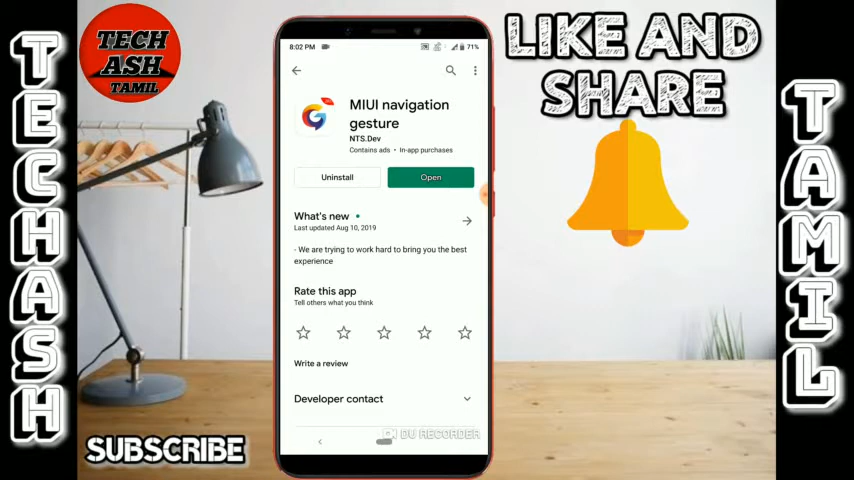 TECHASH
TECH
ASH
TAMIL
SUBSCRIBE
8:02 PM
71%
MIUI navigation
gesture
NTS.Dev
Contains ads • In-app purchases
Uninstall
Open
What's new •
Last updated Aug 10, 2019
- We are trying to work hard to bring you the best
experience
Rate this app
Tell others what you think
Write a review
Developer contact
DU RECORDER
LIKE AND
SHARE
TAMIL